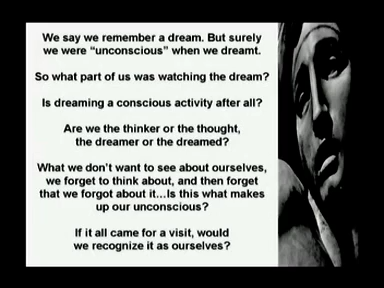 We say we remember a dream. But surely
we were “unconscious” when we dreamt.
So what part of us was watching the dream?
Is dreaming a conscious activity after all?
Are we the thinker or the thought,
the dreamer or the dreamed?
What we don’t want to see about ourselves,
we forget to think about, and then forget
that we forgot about it...Is this what makes
up our unconscious?
If it all came for a visit, would
we recognize it as ourselves?